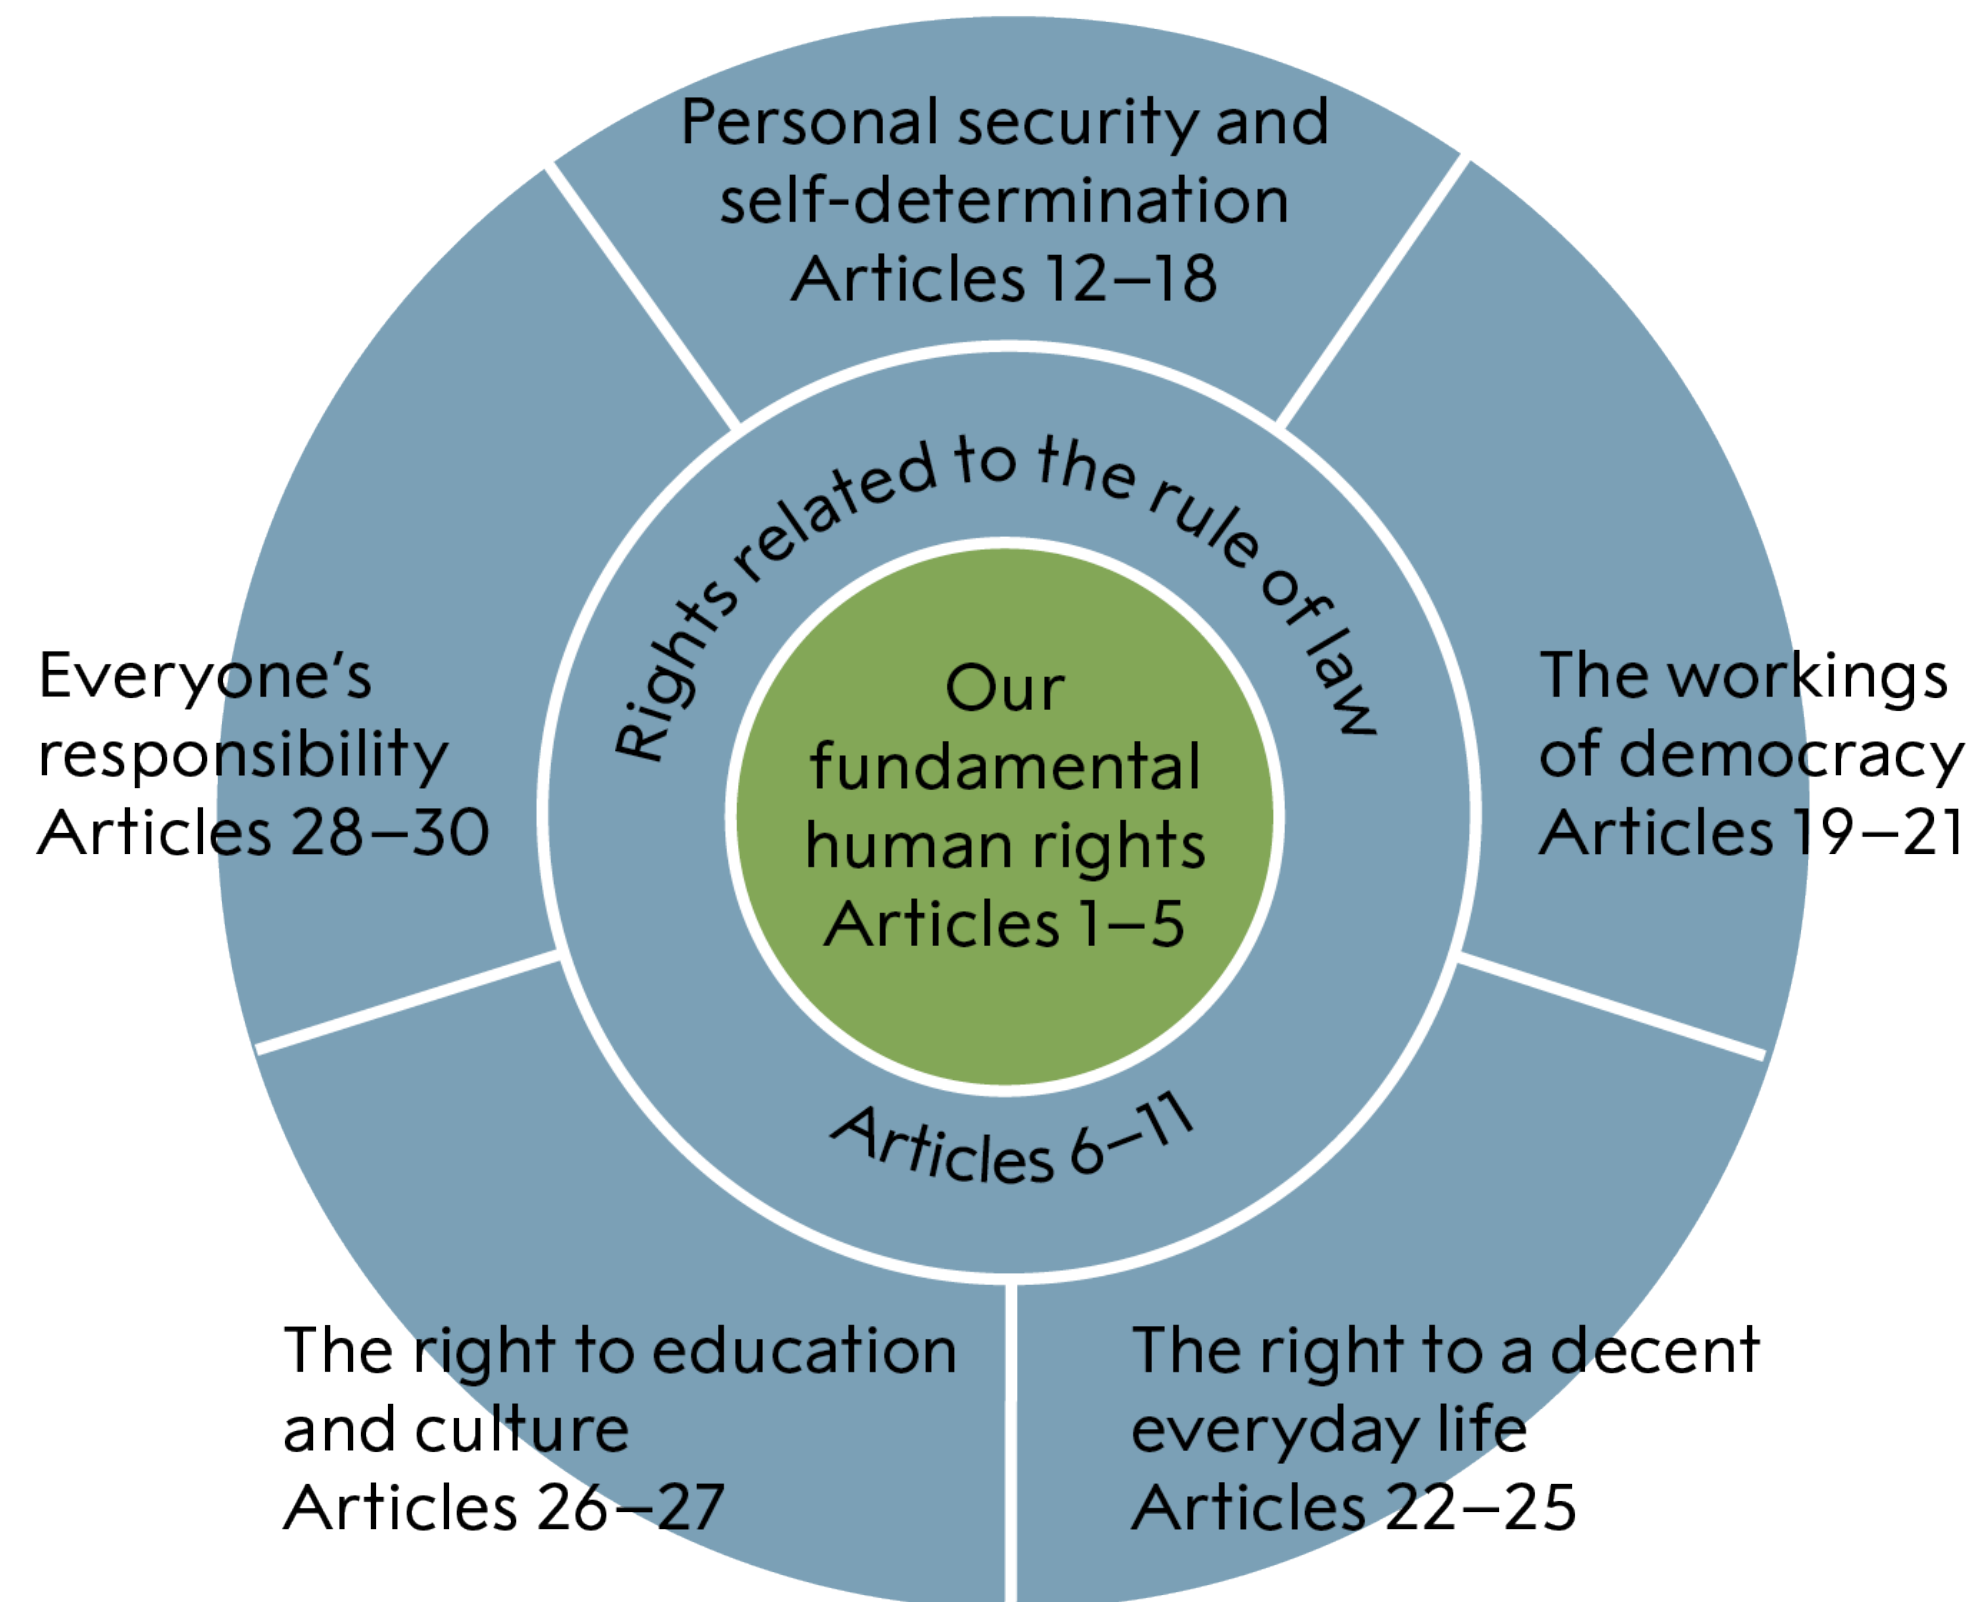 Personal security and
self-determination
Articles 12–18
Rights related to the rule of law
Our
fundamental
human rights
Articles 1–5
Articles 6–11
Everyone‘s
responsibility
Articles 28–30
The workings
of democracy
Articles 19–21
The right to education
and culture
Articles 26–27
The right to a decent
everyday life
Articles 22–25